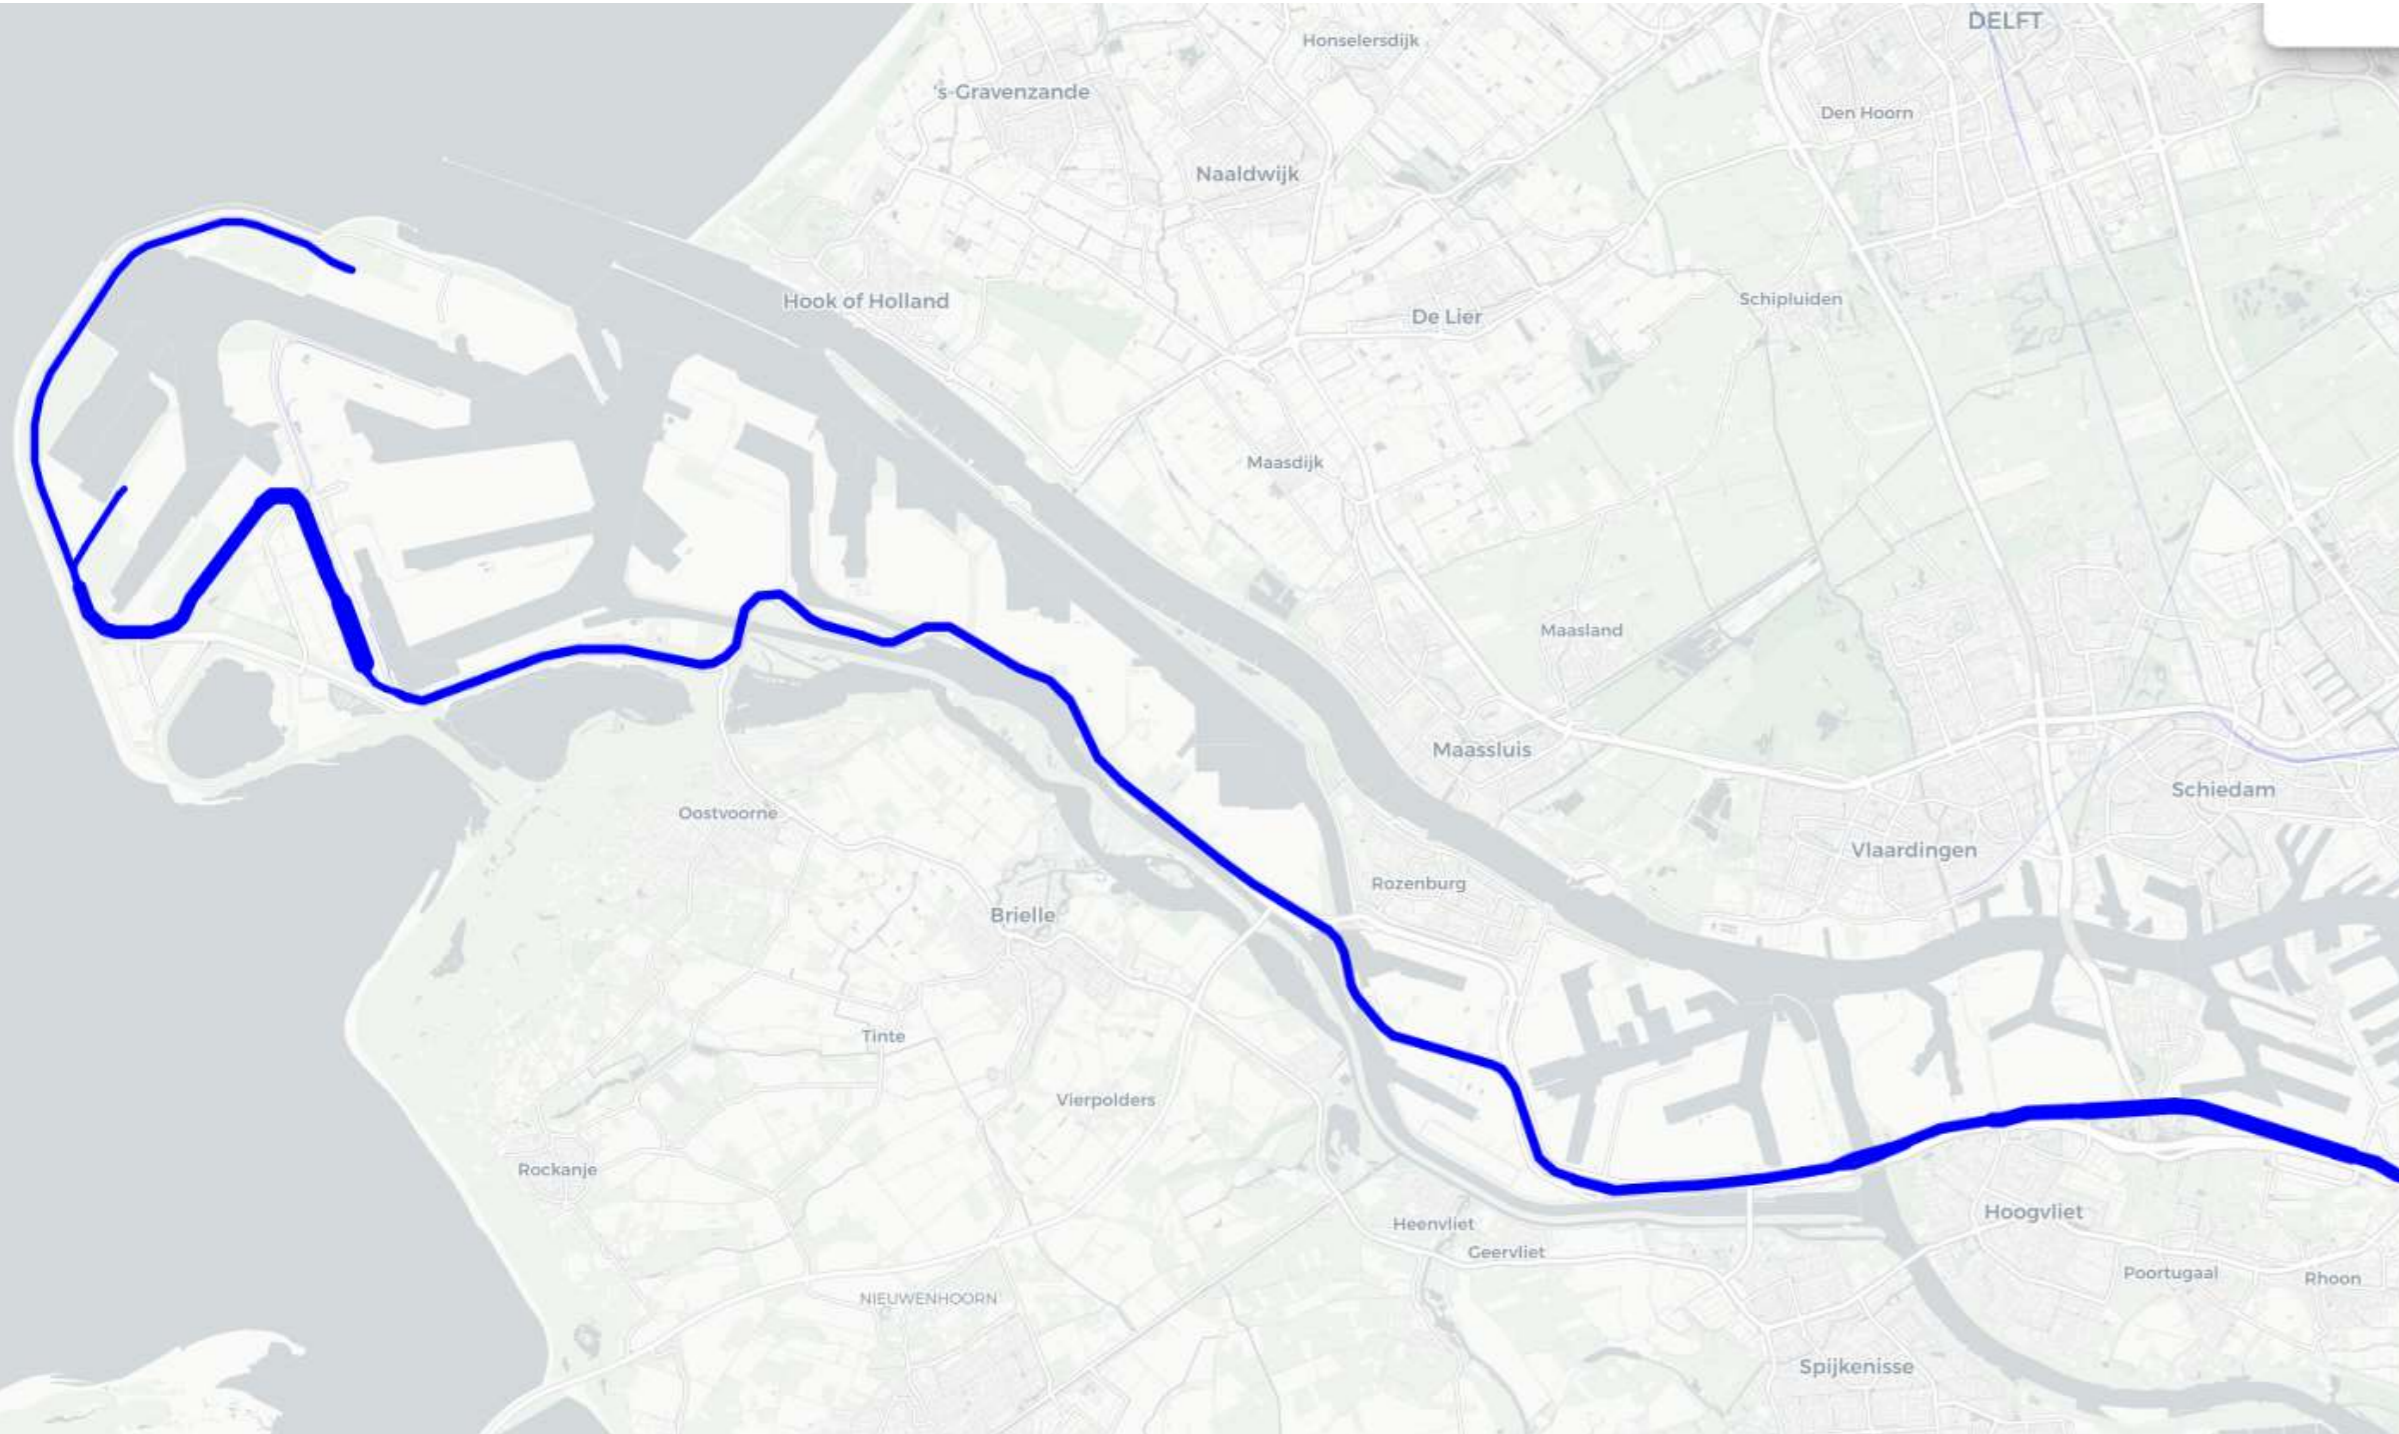 DELFT
Honselersdijk
's-Gravenzande
Den Hoorn
Naaldwijk
Hook of Holland
Schipluiden
De Lier
Maasdijk
Maasland
Maassluis
Schiedam
Oostvoorne
Vlaardingen
Rozenburg
Brielle
Tinte
Vierpolders
Rockanje
Hoogvliet
Heenvliet
Geervliet
Poortugaal
Rhoon
NIEUWENHOORN
Spijkenisse